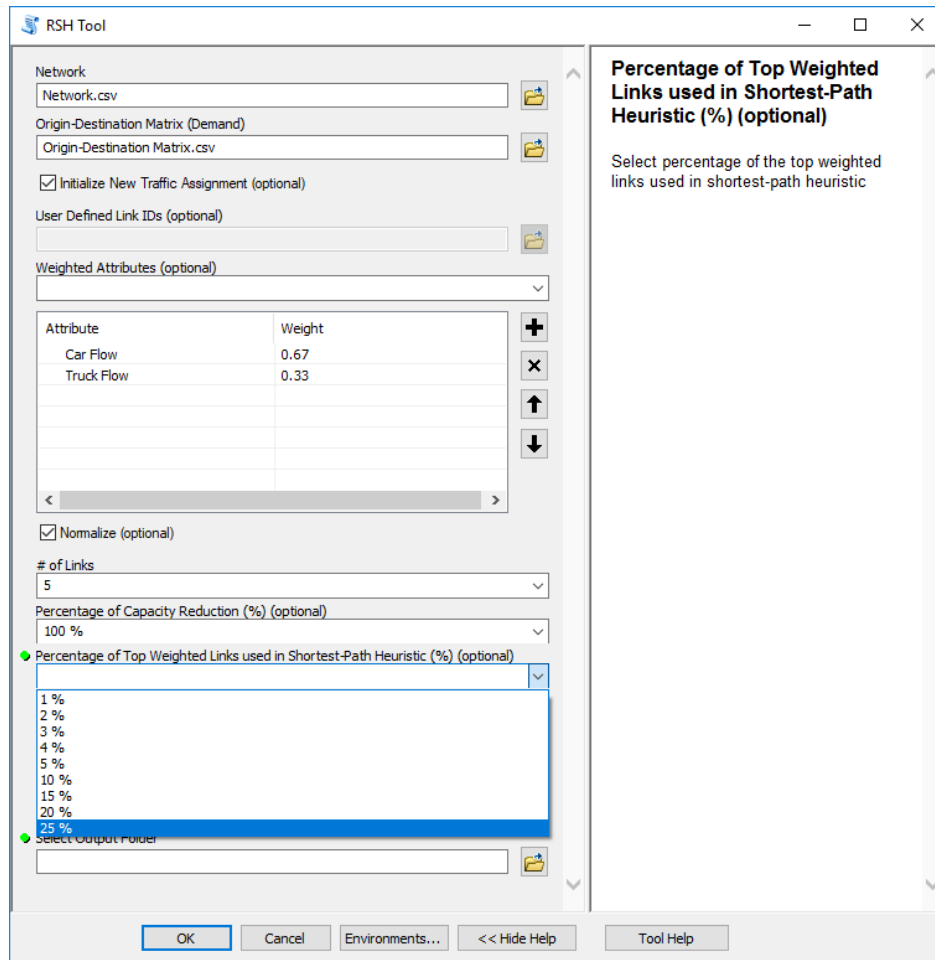 RSH Tool
Network
Network.csv
Origin-Destination Matrix (Demand)
Origin-Destination Matrix.csv
Initialize New Traffic Assignment (optional)
User Defined Link IDs (optional)
Weighted Attributes (optional)
Attribute Weight
Car Flow 0.67
Truck Flow 0.33
Normalize (optional)
# of Links
5
Percentage of Capacity Reduction (%) (optional)
100 %
Percentage of Top Weighted Links used in Shortest-Path Heuristic (%) (optional)
1 %
2 %
3 %
4 %
5 %
10 %
15 %
20 %
25 %
Select Output Folder
OK Cancel Environments... << Hide Help Tool Help
Percentage of Top Weighted
Links used in Shortest-Path
Heuristic (%) (optional)
Select percentage of the top weighted
links used in shortest-path heuristic